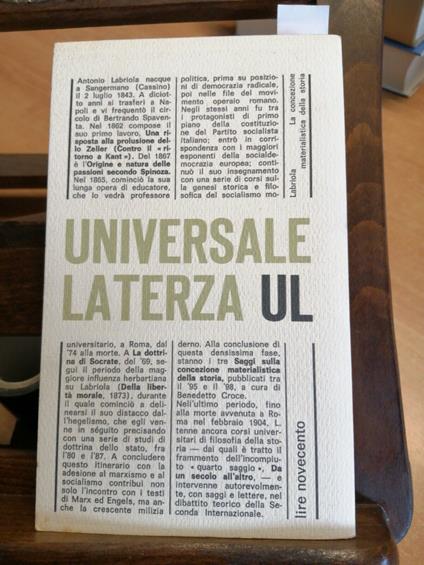 Antonio Labriola nacque
a Sangermano (Cassino)
il 2 luglio 1843. A diciot-
to anni si trasferì a Na-
poli e vi frequentò il cir-
colo di Bertrando Spaven-
ta. Nel 1862 compose il
suo primo lavoro, Una ri-
sposta alla prolusione del-
lo Zeller (Contro il « ri-
torno a Kant »). Del 1867
è l'Origine e natura delle
passioni secondo Spinoza.
Nel 1865, cominciò la sua
lunga opera di educatore,
che lo vedrà professore
politica, prima su posizio-
ni di democrazia radicale,
poi nelle file del movi-
mento operaio romano.
Negli stessi anni fu tra
i protagonisti di primo
piano della costituzione
del Partito socialista
italiano; entrò in corri-
spondenza con i maggiori
esponenti della socialde-
mocrazia europea; conti-
nuò il suo insegnamento
con una serie di corsi sul-
la genesi storica e filo-
sofica del socialismo mo-
Labriola La concezione
materialistica della storia
UNIVERSALE
LATERZA UL
universitario, a Roma, dal
'74 alla morte. A La dottri-
na di Socrate, del '69, se-
guì il periodo della mag-
giore influenza herbartiana
su Labriola (Della liber-
tà morale, 1873), durante
il quale cominciò a deli-
nearsi il suo distacco dal-
l'hegelismo, che egli ven-
ne in séguito precisando
con una serie di studi di
dottrina dello stato, fra
l'80 e l'87. A concludere
questo itinerario con la
adesione al marxismo e al
socialismo contribuì non
solo l'incontro con i testi
di Marx ed Engels, ma an-
che la crescente milizia
derno. Alla conclusione di
questa densissima fase,
stanno i tre Saggi sulla
concezione materialistica
della storia, pubblicati tra
il '95 e il '98, a cura di
Benedetto Croce.
Nell'ultimo periodo, fino
alla morte avvenuta a Roma
nel febbraio 1904, L.
tenne ancora corsi univer-
sitari di filosofia della sto-
ria — dai quali è tratto il
frammento dell'incompiu-
to « quarto saggio », Da
un secolo all'altro, — e
intervenne autorevolmen-
te, con saggi e lettere, nel
dibattito teorico della Se-
conda Internazionale.
lire novecento